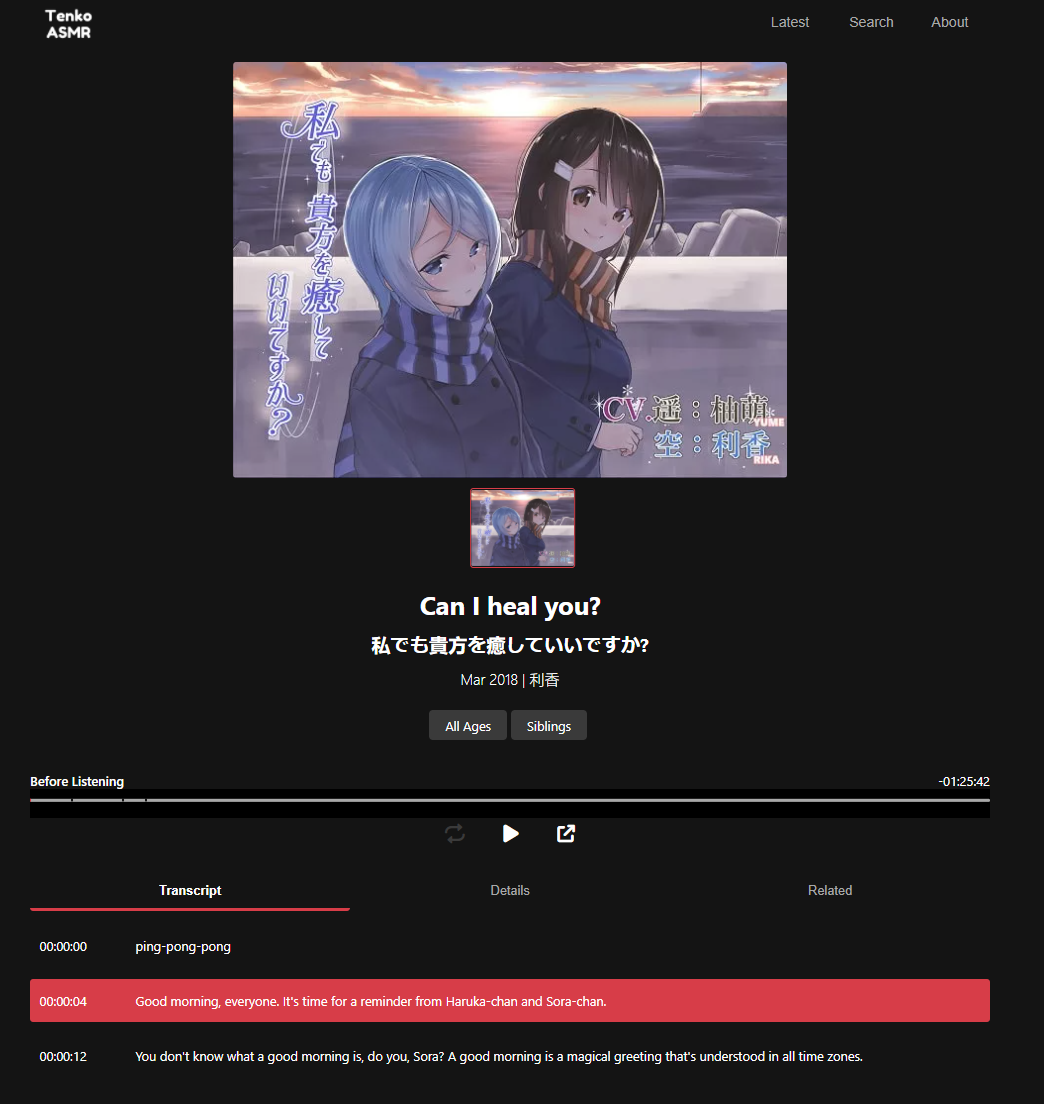 Tenko
ASMR
Latest
Search
About
私でも
貴方を癒して
いいですか?
CV.遥:柚萌
YUME
空:利香
RIKA
Can I heal you?
私でも貴方を癒していいですか?
Mar 2018 | 利香
All Ages
Siblings
Before Listening
-01:25:42
Transcript
Details
Related
00:00:00 ping-pong-pong
00:00:04 Good morning, everyone. It's time for a reminder from Haruka-chan and Sora-chan.
00:00:12 You don't know what a good morning is, do you, Sora? A good morning is a magical greeting that's understood in all time zones.